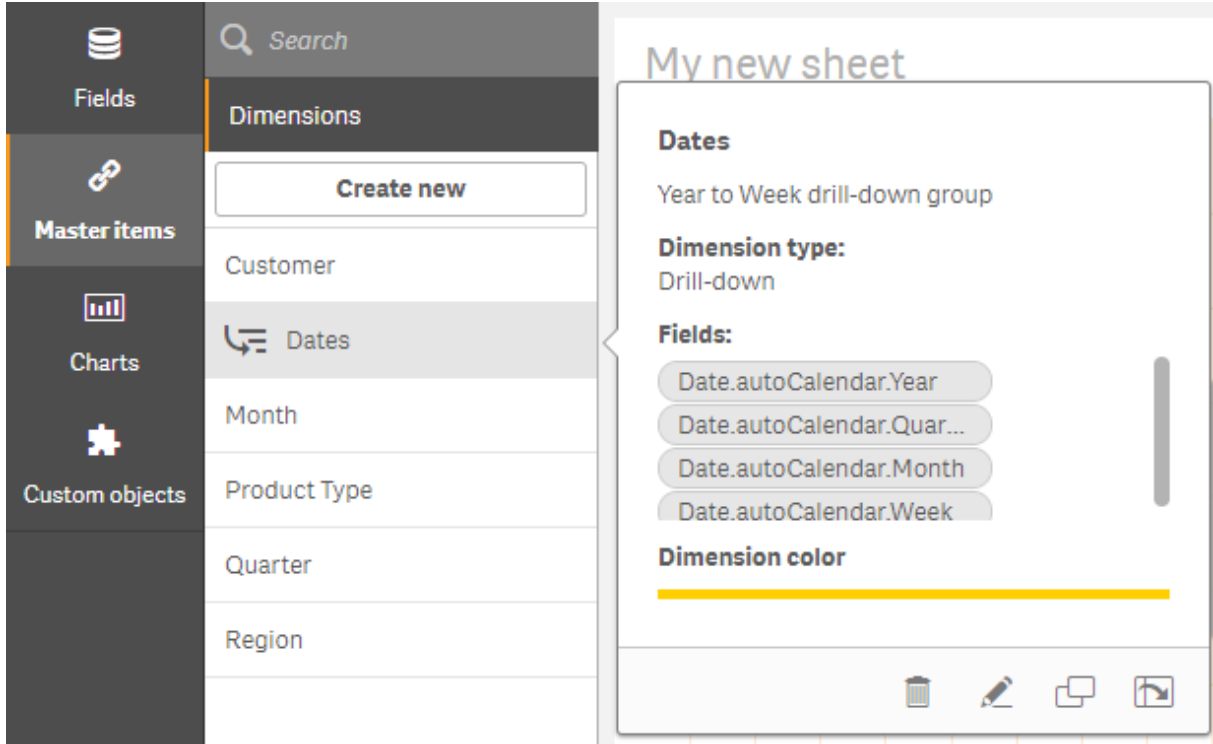 Fields
Master items
Charts
Custom objects
Search
Dimensions
Create new
Customer
Dates
Month
Product Type
Quarter
Region
My new sheet
Dates
Year to Week drill-down group
Dimension type:
Drill-down
Fields:
Date.autoCalendar.Year
Date.autoCalendar.Quar...
Date.autoCalendar.Month
Date.autoCalendar.Week
Dimension color